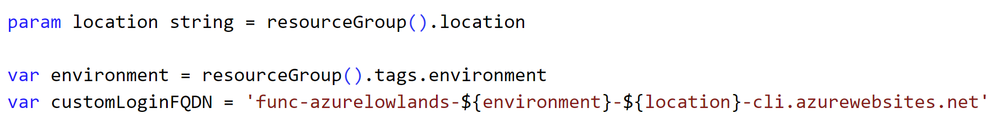 param location string = resourceGroup().location
var environment = resourceGroup().tags.environment
var customLoginFQDN = 'func-azurelowlands-${environment}-${location}-cli.azurewebsites.net'